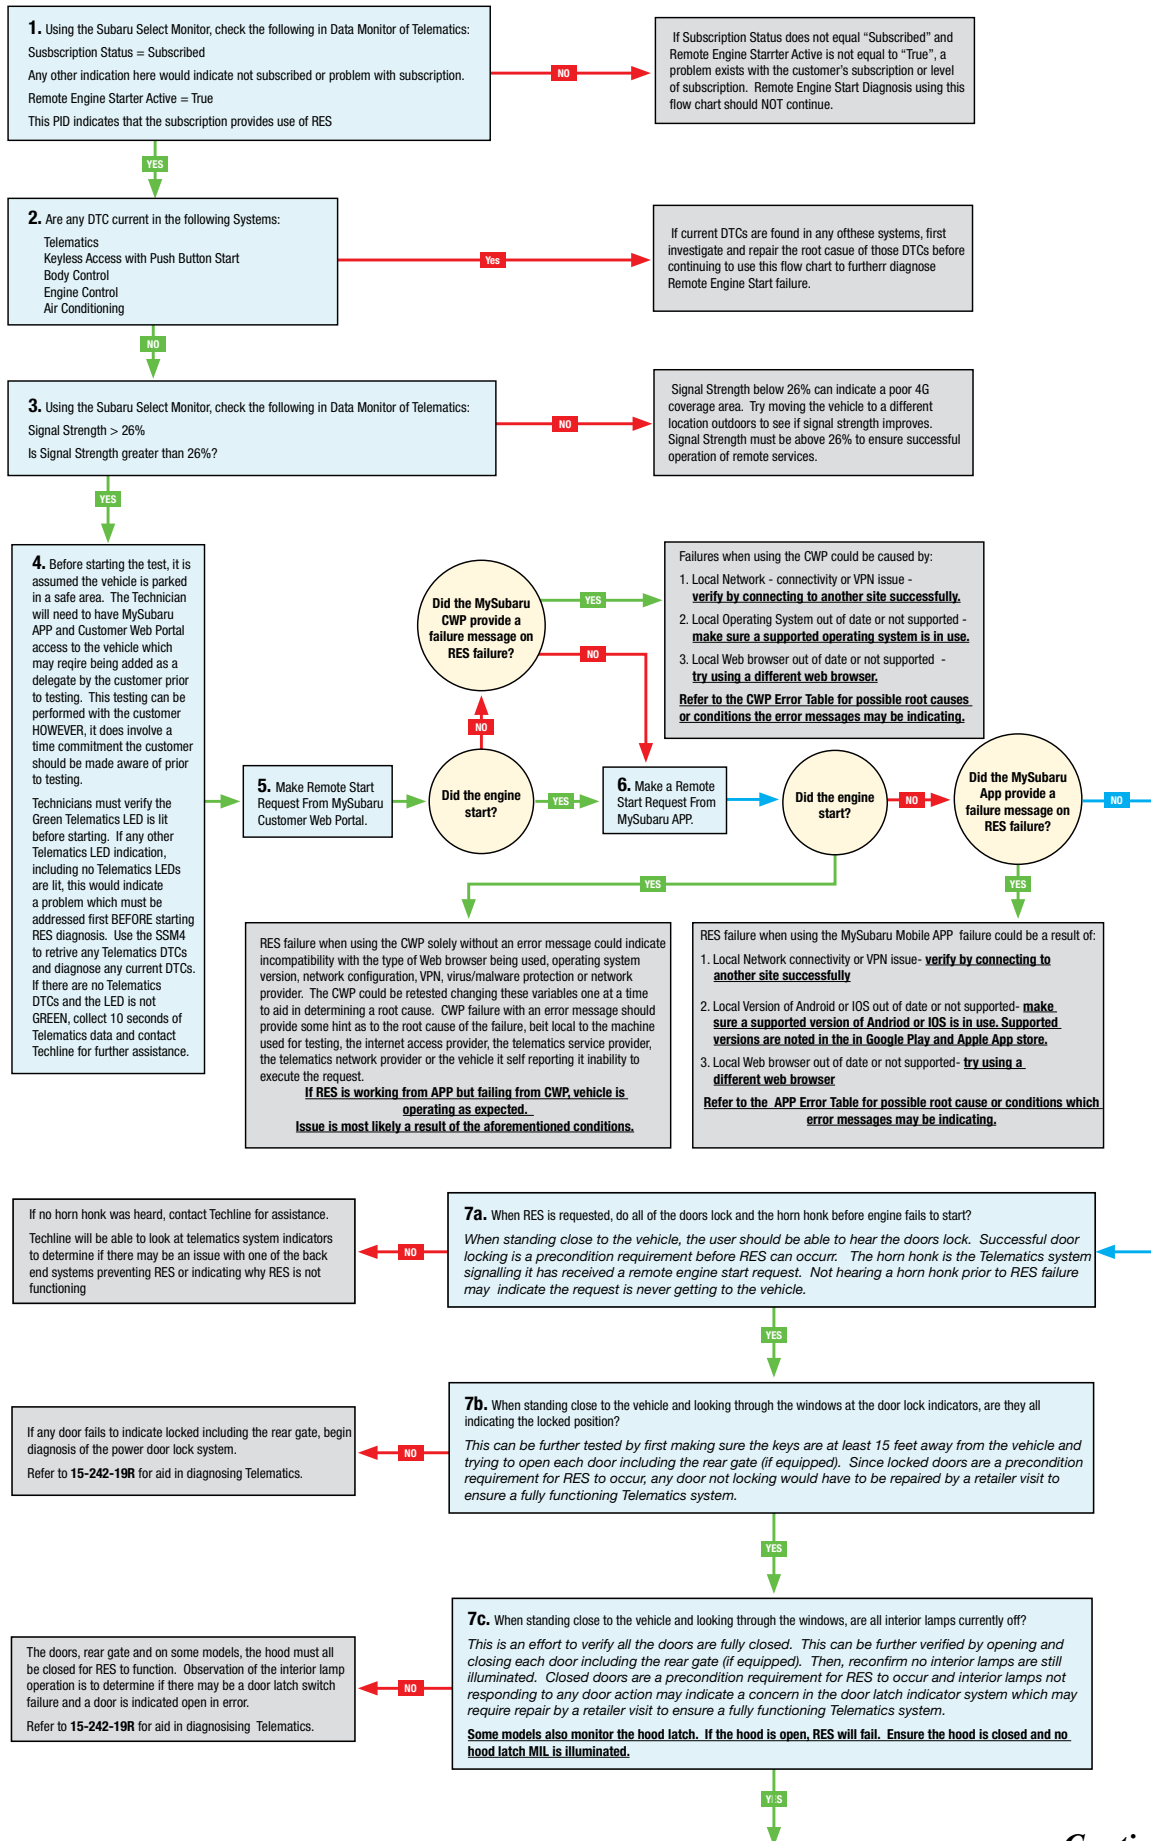 1. Using the Subaru Select Monitor, check the following in Data Monitor of Telematics:
Susbscription Status = Subscribed
Any other indication here would indicate not subscribed or problem with subscription.
Remote Engine Starter Active = True
This PID indicates that the subscription provides use of RES
NO
If Subscription Status does not equal “Subscribed” and
Remote Engine Starrter Active is not equal to “True”, a
problem exists with the customer’s subscription or level
of subscription. Remote Engine Start Diagnosis using this
flow chart should NOT continue.
YES
2. Are any DTC current in the following Systems:
Telematics
Keyless Access with Push Button Start
Body Control
Engine Control
Air Conditioning
Yes
If current DTCs are found in any ofthese systems, first
investigate and repair the root casue of those DTCs before
continuing to use this flow chart to furtherr diagnose
Remote Engine Start failure.
NO
3. Using the Subaru Select Monitor, check the following in Data Monitor of Telematics:
Signal Strength > 26%
Is Signal Strength greater than 26%?
NO
Signal Strength below 26% can indicate a poor 4G
coverage area. Try moving the vehicle to a different
location outdoors to see if signal strength improves.
Signal Strength must be above 26% to ensure successful
operation of remote services.
YES
4. Before starting the test, it is
assumed the vehicle is parked
in a safe area. The Technician
will need to have MySubaru
APP and Customer Web Portal
access to the vehicle which
may reqire being added as a
delegate by the customer prior
to testing. This testing can be
performed with the customer
HOWEVER, it does involve a
time commitment the customer
should be made aware of prior
to testing.
Technicians must verify the
Green Telematics LED is lit
before starting. If any other
Telematics LED indication,
including no Telematics LEDs
are lit, this would indicate
a problem which must be
addressed first BEFORE starting
RES diagnosis. Use the SSM4
to retrive any Telematics DTCs
and diagnose any current DTCs.
If there are no Telematics
DTCs and the LED is not
GREEN, collect 10 seconds of
Telematics data and contact
Techline for further assistance.
5. Make Remote Start
Request From MySubaru
Customer Web Portal.
Did the engine
start?
NO
Did the MySubaru
CWP provide a
failure message on
RES failure?
YES
NO
Failures when using the CWP could be caused by:
1. Local Network - connectivity or VPN issue -
verify by connecting to another site successfully.
2. Local Operating System out of date or not supported -
make sure a supported operating system is in use.
3. Local Web browser out of date or not supported -
try using a different web browser.
Refer to the CWP Error Table for possible root causes
or conditions the error messages may be indicating.
YES
6. Make a Remote
Start Request From
MySubaru APP.
Did the engine
start?
NO
Did the MySubaru
App provide a
failure message on
RES failure?
NO
YES
YES
RES failure when using the CWP solely without an error message could indicate
incompatibility with the type of Web browser being used, operating system
version, network configuration, VPN, virus/malware protection or network
provider. The CWP could be retested changing these variables one at a time
to aid in determining a root cause. CWP failure with an error message should
provide some hint as to the root cause of the failure, beit local to the machine
used for testing, the internet access provider, the telematics service provider,
the telematics network provider or the vehicle it self reporting it inability to
execute the request.
If RES is working from APP but failing from CWP, vehicle is
operating as expected.
Issue is most likely a result of the aforementioned conditions.
RES failure when using the MySubaru Mobile APP failure could be a result of:
1. Local Network connectivity or VPN issue- verify by connecting to
another site successfully
2. Local Version of Android or IOS out of date or not supported- make
sure a supported version of Andriod or IOS is in use. Supported
versions are noted in the in Google Play and Apple App store.
3. Local Web browser out of date or not supported- try using a
different web browser
Refer to the APP Error Table for possible root cause or conditions which
error messages may be indicating.
7a. When RES is requested, do all of the doors lock and the horn honk before engine fails to start?
When standing close to the vehicle, the user should be able to hear the doors lock. Successful door
locking is a precondition requirement before RES can occurr. The horn honk is the Telematics system
signalling it has received a remote engine start request. Not hearing a horn honk prior to RES failure
may indicate the request is never getting to the vehicle.
NO
If no horn honk was heard, contact Techline for assistance.
Techline will be able to look at telematics system indicators
to determine if there may be an issue with one of the back
end systems preventing RES or indicating why RES is not
functioning
YES
7b. When standing close to the vehicle and looking through the windows at the door lock indicators, are they all
indicating the locked position?
This can be further tested by first making sure the keys are at least 15 feet away from the vehicle and
trying to open each door including the rear gate (if equipped). Since locked doors are a precondition
requirement for RES to occur, any door not locking would have to be repaired by a retailer visit to
ensure a fully functioning Telematics system.
NO
If any door fails to indicate locked including the rear gate, begin
diagnosis of the power door lock system.
Refer to 15-242-19R for aid in diagnosing Telematics.
YES
7c. When standing close to the vehicle and looking through the windows, are all interior lamps currently off?
This is an effort to verify all the doors are fully closed. This can be further verified by opening and
closing each door including the rear gate (if equipped). Then, reconfirm no interior lamps are still
illuminated. Closed doors are a precondition requirement for RES to occur and interior lamps not
responding to any door action may indicate a concern in the door latch indicator system which may
require repair by a retailer visit to ensure a fully functioning Telematics system.
Some models also monitor the hood latch. If the hood is open, RES will fail. Ensure the hood is closed and no
hood latch MIL is illuminated.
NO
The doors, rear gate and on some models, the hood must all
be closed for RES to function. Observation of the interior lamp
operation is to determine if there may be a door latch switch
failure and a door is indicated open in error.
Refer to 15-242-19R for aid in diagnosising Telematics.
YES